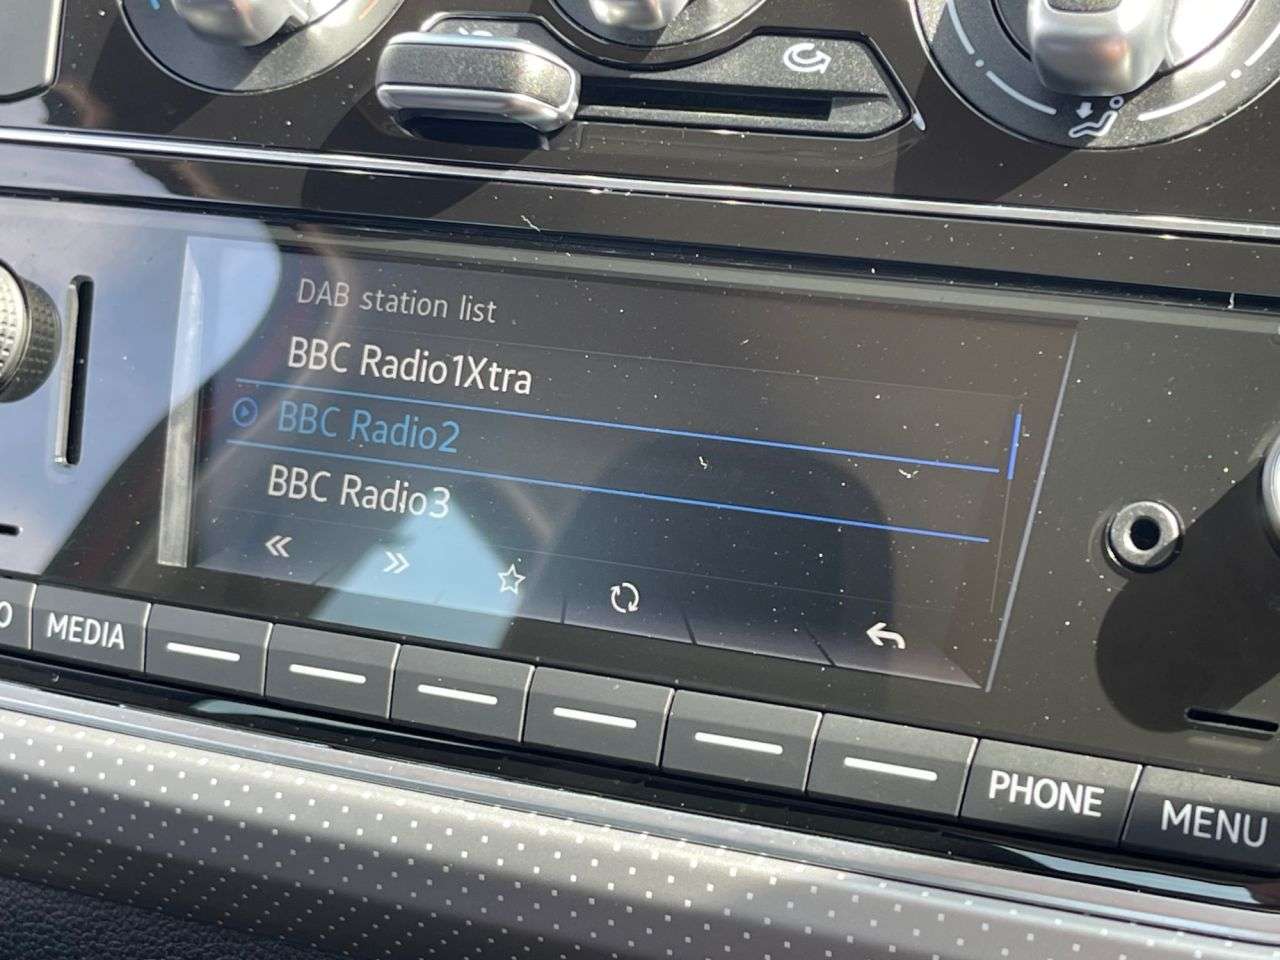 DAB station list
BBC Radio1Xtra
BBC Radio2
BBC Radio3
MEDIA
PHONE
MENU